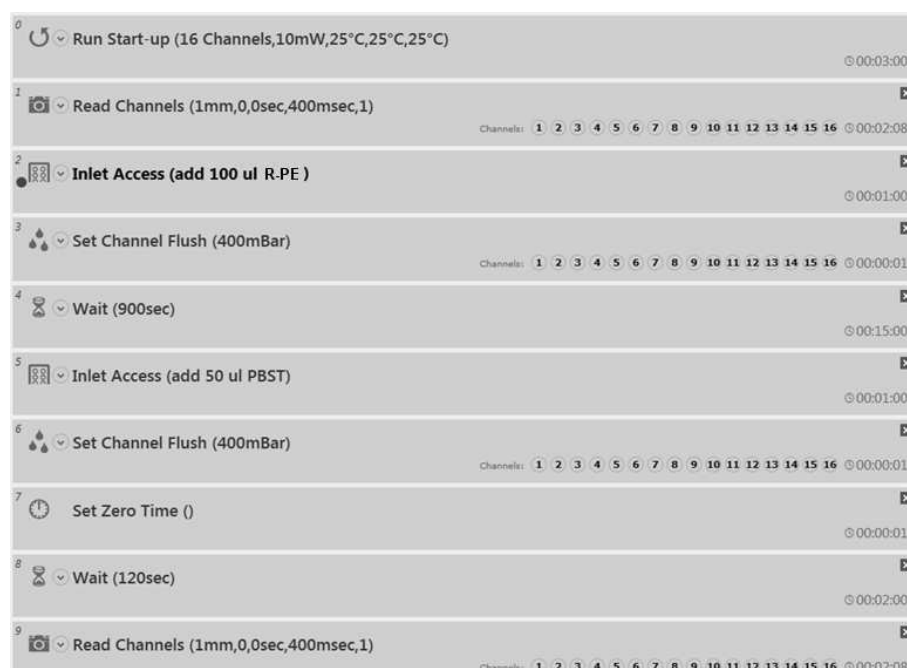 0
Run Start-up (16 Channels,10mW,25°C,25°C,25°C)
00:03:00
1
Read Channels (1mm,0,0sec,400msec,1)
Channels: 1 2 3 4 5 6 7 8 9 10 11 12 13 14 15 16 00:02:08
2
Inlet Access (add 100 ul R-PE )
00:01:00
3
Set Channel Flush (400mBar)
Channels: 1 2 3 4 5 6 7 8 9 10 11 12 13 14 15 16 00:00:01
4
Wait (900sec)
00:15:00
5
Inlet Access (add 50 ul PBST)
00:01:00
6
Set Channel Flush (400mBar)
Channels: 1 2 3 4 5 6 7 8 9 10 11 12 13 14 15 16 00:00:01
7
Set Zero Time ()
00:00:01
8
Wait (120sec)
00:02:00
9
Read Channels (1mm,0,0sec,400msec,1)
Channels: 1 2 3 4 5 6 7 8 9 10 11 12 13 14 15 16 00:02:08